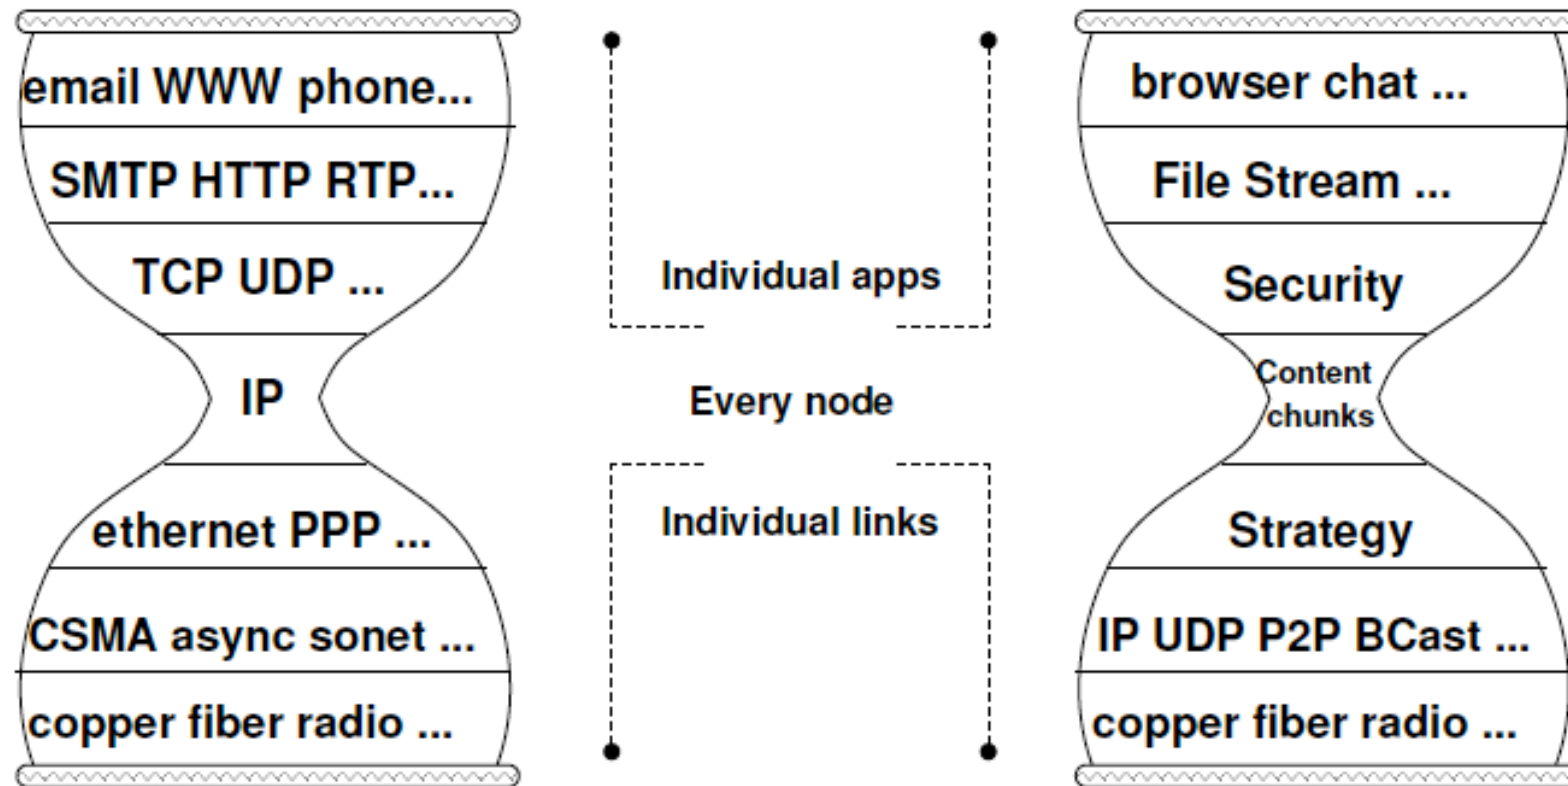 email WWW phone...
SMTP HTTP RTP...
TCP UDP ...
IP
ethernet PPP ...
CSMA async sonet ...
copper fiber radio ...
Individual apps
Every node
Individual links
browser chat ...
File Stream ...
Security
Content
chunks
Strategy
IP UDP P2P BCast ...
copper fiber radio ...